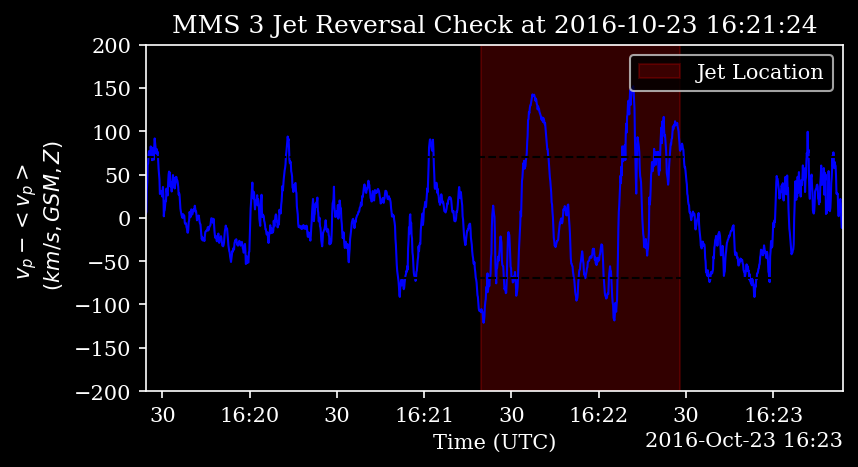 MMS 3 Jet Reversal Check at 2016-10-23 16:21:24
200
150
100
50
0
−50
−100
−150
−200
v_p − < v_p >
(km/s, GSM, Z)
Jet Location
30 16:20 30 16:21 30 16:22 30 16:23
Time (UTC)
2016-Oct-23 16:23